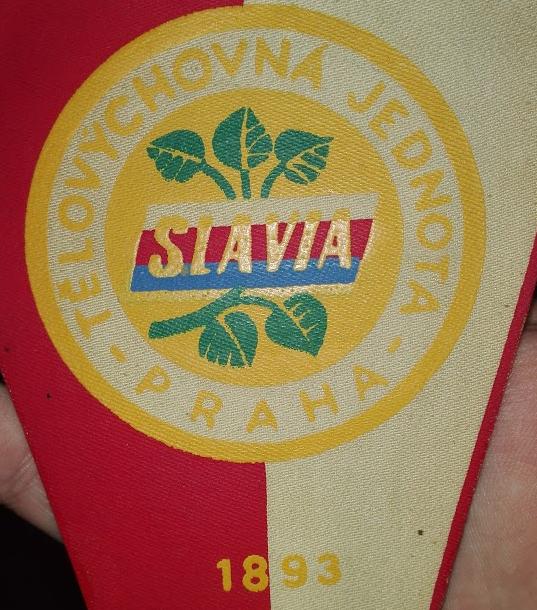 TĚLOVÝCHOVNÁ JEDNOTA
SLAVIA
- PRAHA -
1893